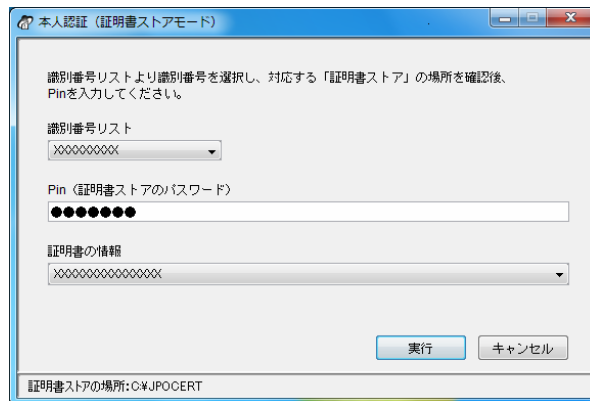 本人認証（証明書ストアモード）
識別番号リストより識別番号を選択し、対応する「証明書ストア」の場所を確認後、
Pinを入力してください。
識別番号リスト
XXXXXXXXX
Pin（証明書ストアのパスワード）
●●●●●●●
証明書の情報
XXXXXXXXXXXXXXX
実行 キャンセル
証明書ストアの場所:C:¥JPOCERT